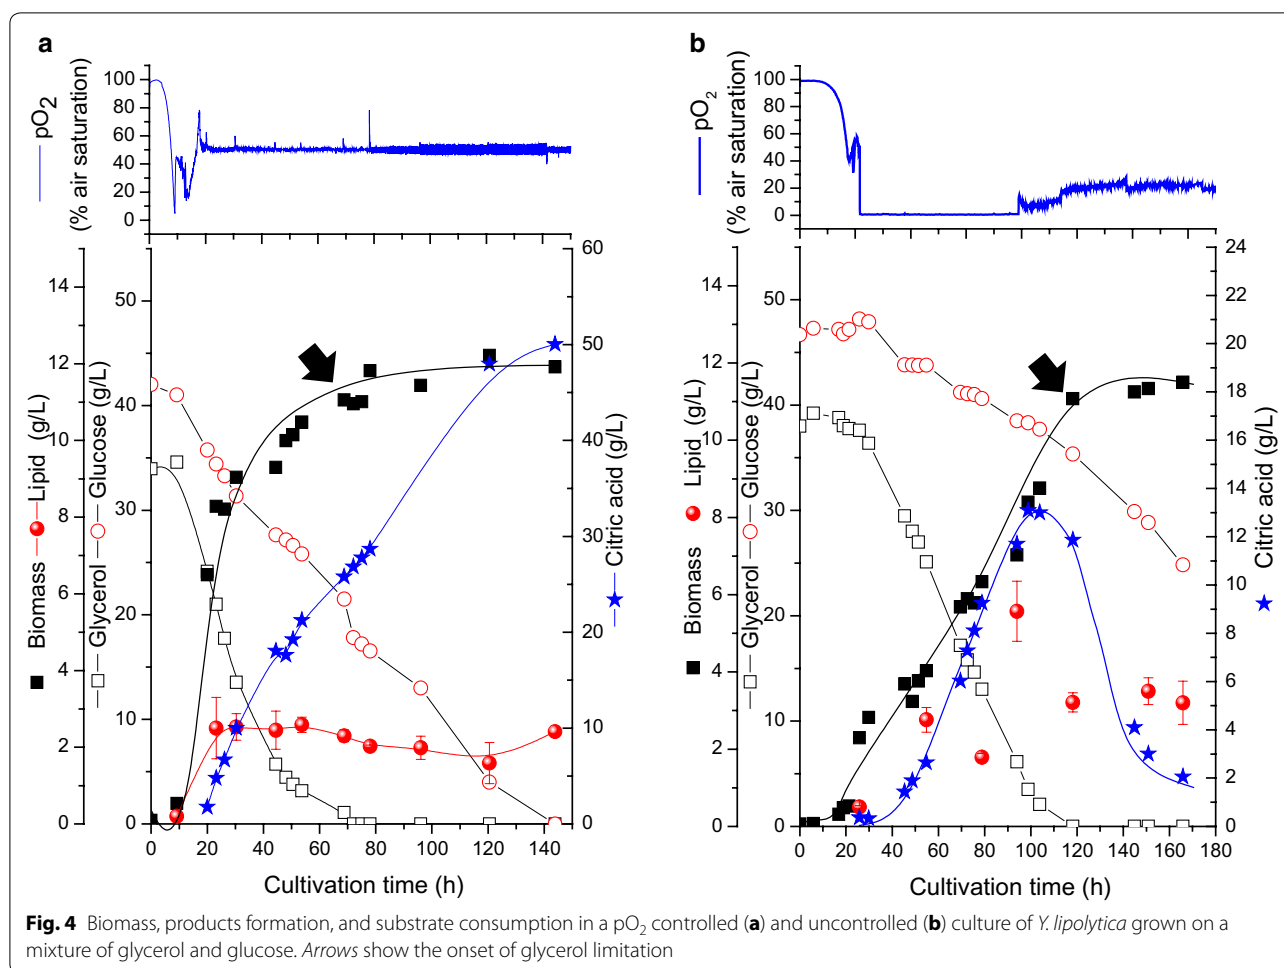 a
pO2
(% air saturation)
100
80
60
40
20
0
Biomass
Lipid (g/L)
Glycerol
Glucose (g/L)
Citric acid (g/L)
14
12
10
8
6
4
2
0
50
40
30
20
10
0
60
50
40
30
20
10
0
0 20 40 60 80 100 120 140
Cultivation time (h)
b
pO2
(% air saturation)
100
80
60
40
20
0
Biomass
Lipid (g/L)
Glycerol
Glucose (g/L)
Citric acid (g/L)
14
12
10
8
6
4
2
0
50
40
30
20
10
0
24
22
20
18
16
14
12
10
8
6
4
2
0
0 20 40 60 80 100 120 140 160 180
Cultivation time (h)
Fig. 4 Biomass, products formation, and substrate consumption in a pO2 controlled (a) and uncontrolled (b) culture of Y. lipolytica grown on a
mixture of glycerol and glucose. Arrows show the onset of glycerol limitation